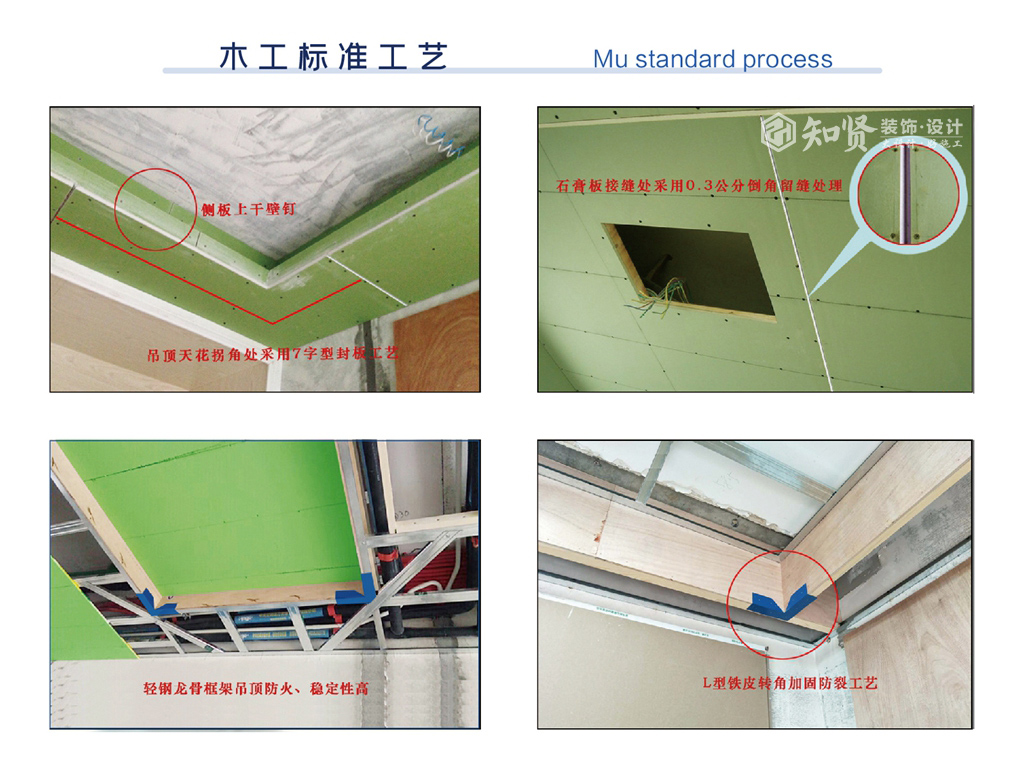 木工标准工艺
Mu standard process
侧板上干壁钉
吊顶天花拐角处采用7字型封板工艺
知贤 装饰·设计
石膏板接缝处采用0.3公分倒角留缝处理
轻钢龙骨框架吊顶防火、稳定性高
L型铁皮转角加固防裂工艺